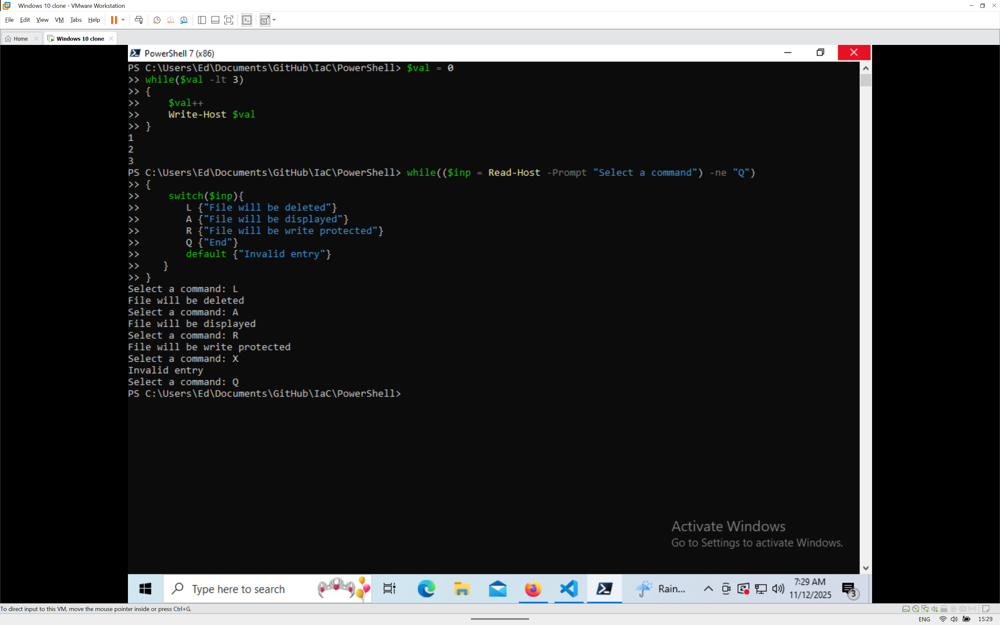 Windows 10 clone - VMware Workstation
File Edit View VM Tabs Help
Home Windows 10 clone
PowerShell 7 (x86)
PS C:\Users\Ed\Documents\GitHub\IaC\PowerShell> $val = 0
>> while($val -lt 3)
>> {
>>     $val++
>>     Write-Host $val
>> }
1
2
3
PS C:\Users\Ed\Documents\GitHub\IaC\PowerShell> while(($inp = Read-Host -Prompt "Select a command") -ne "Q")
>> {
>>     switch($inp){
>>        L {"File will be deleted"}
>>        A {"File will be displayed"}
>>        R {"File will be write protected"}
>>        Q {"End"}
>>        default {"Invalid entry"}
>>    }
>> }
Select a command: L
File will be deleted
Select a command: A
File will be displayed
Select a command: R
File will be write protected
Select a command: X
Invalid entry
Select a command: Q
PS C:\Users\Ed\Documents\GitHub\IaC\PowerShell>
Activate Windows
Go to Settings to activate Windows.
Type here to search
Rain...
7:29 AM
11/12/2025
3
To direct input to this VM, move the mouse pointer inside or press Ctrl+G.
ENG 15:29